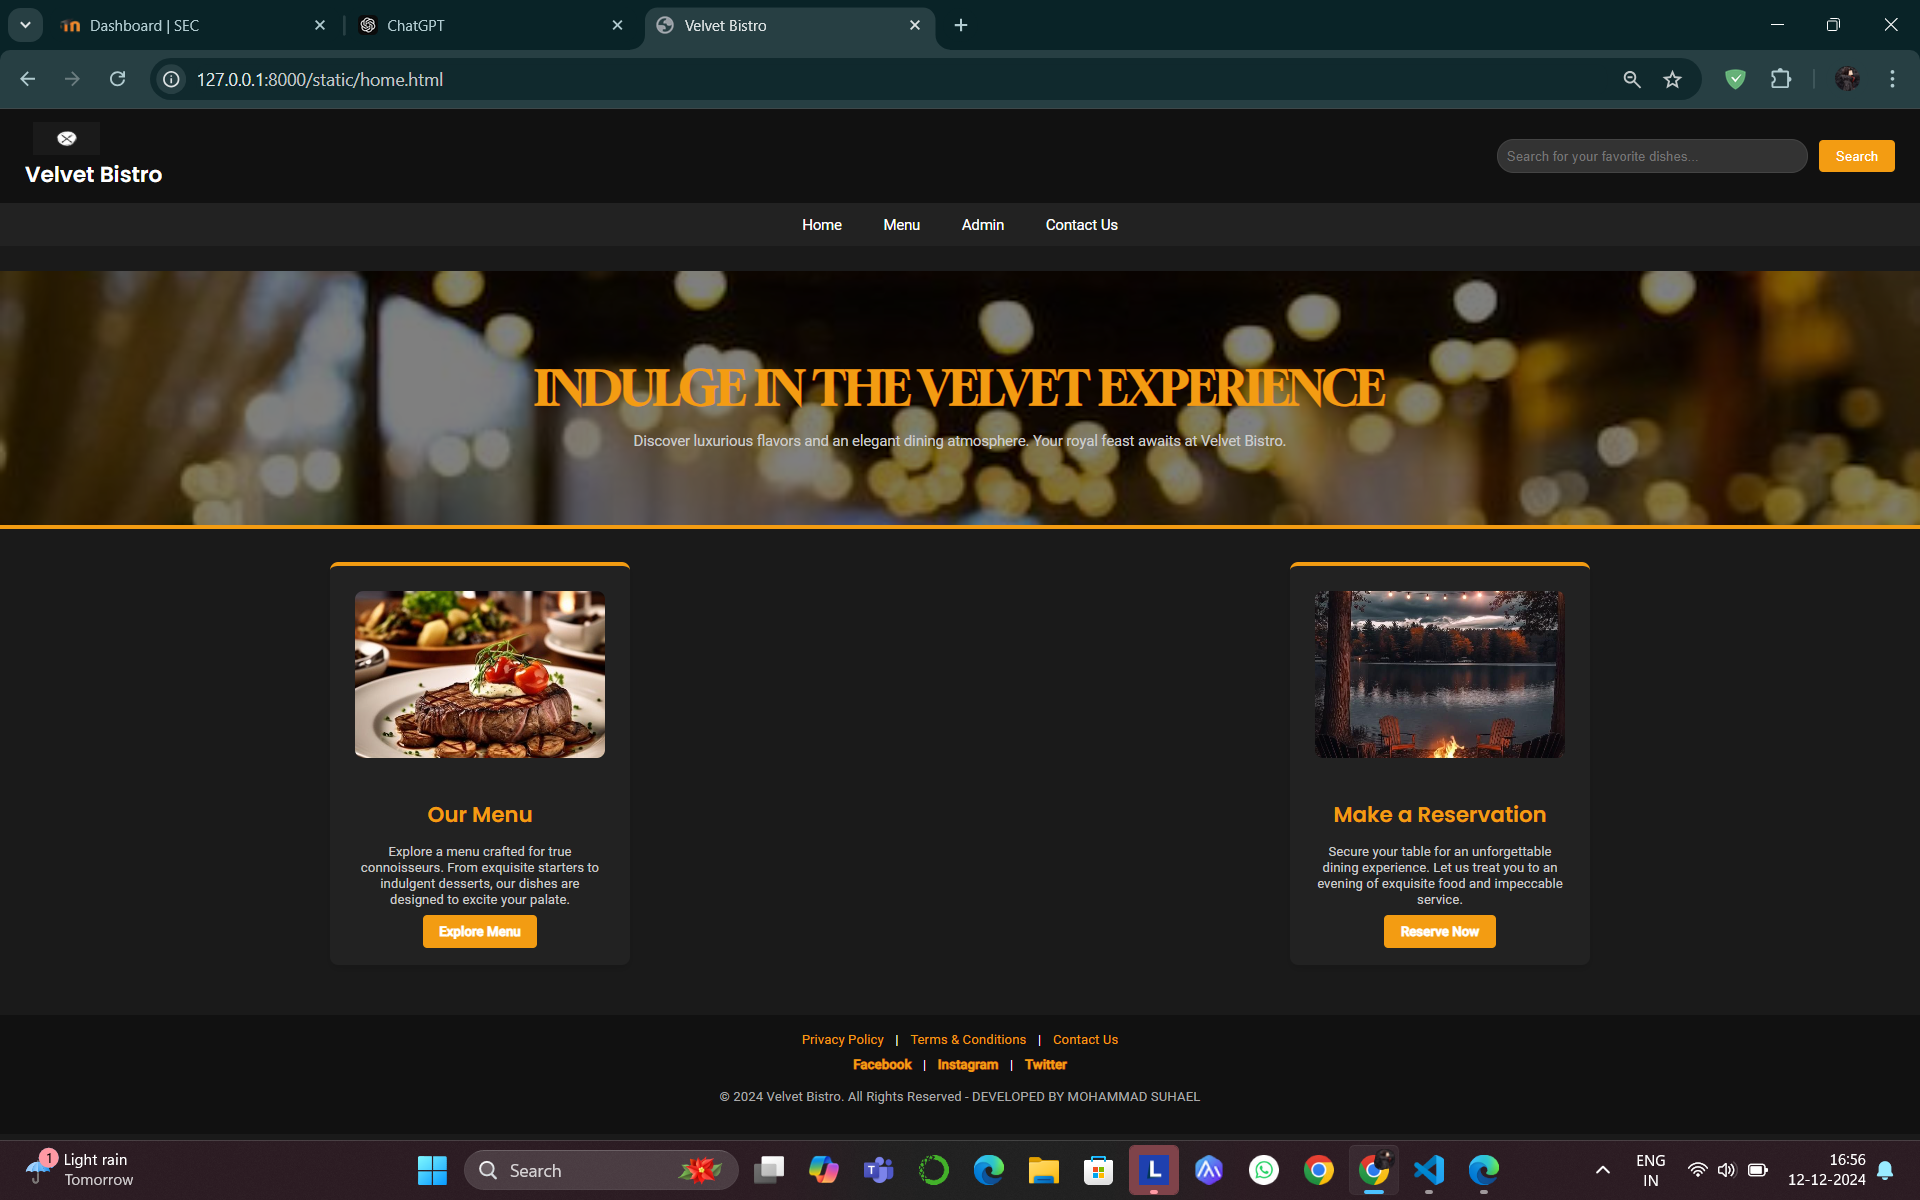 Dashboard | SEC
ChatGPT
Velvet Bistro
127.0.0.1:8000/static/home.html
Velvet Bistro
Search for your favorite dishes...
Search
Home
Menu
Admin
Contact Us
INDULGE IN THE VELVET EXPERIENCE
Discover luxurious flavors and an elegant dining atmosphere. Your royal feast awaits at Velvet Bistro.
Our Menu
Explore a menu crafted for true
connoisseurs. From exquisite starters to
indulgent desserts, our dishes are
designed to excite your palate.
Explore Menu
Make a Reservation
Secure your table for an unforgettable
dining experience. Let us treat you to an
evening of exquisite food and impeccable
service.
Reserve Now
Privacy Policy | Terms & Conditions | Contact Us
Facebook | Instagram | Twitter
© 2024 Velvet Bistro. All Rights Reserved - DEVELOPED BY MOHAMMAD SUHAEL
1
Light rain
Tomorrow
Search
L
ENG
IN
16:56
12-12-2024